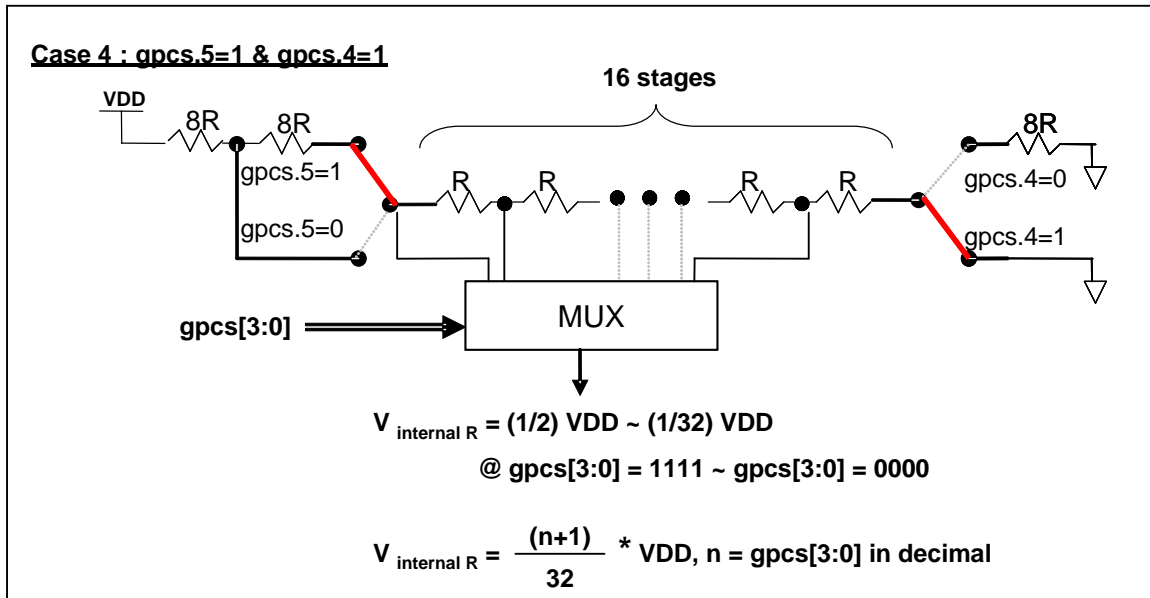 Case 4 : gpcs.5=1 & gpcs.4=1
16 stages
VDD
8R
8R
8R
gpcs.5=1
gpcs.4=0
R
R
R
R
gpcs.5=0
gpcs.4=1
gpcs[3:0]
MUX
V internal R = (1/2) VDD ~ (1/32) VDD
@ gpcs[3:0] = 1111 ~ gpcs[3:0] = 0000
V internal R = (n+1) / 32 * VDD, n = gpcs[3:0] in decimal